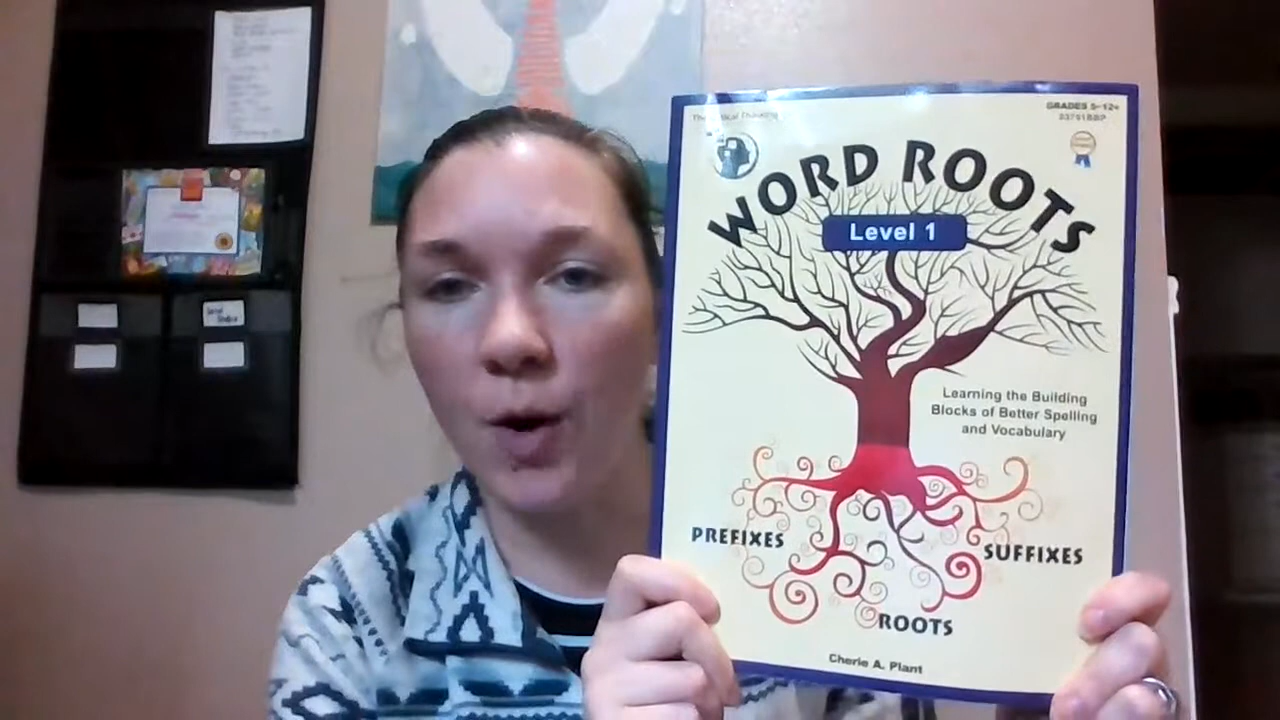 GRADES 5-12+
WORD ROOTS
Level 1
Learning the Building
Blocks of Better Spelling
and Vocabulary
PREFIXES
SUFFIXES
ROOTS
Cherie A. Plant